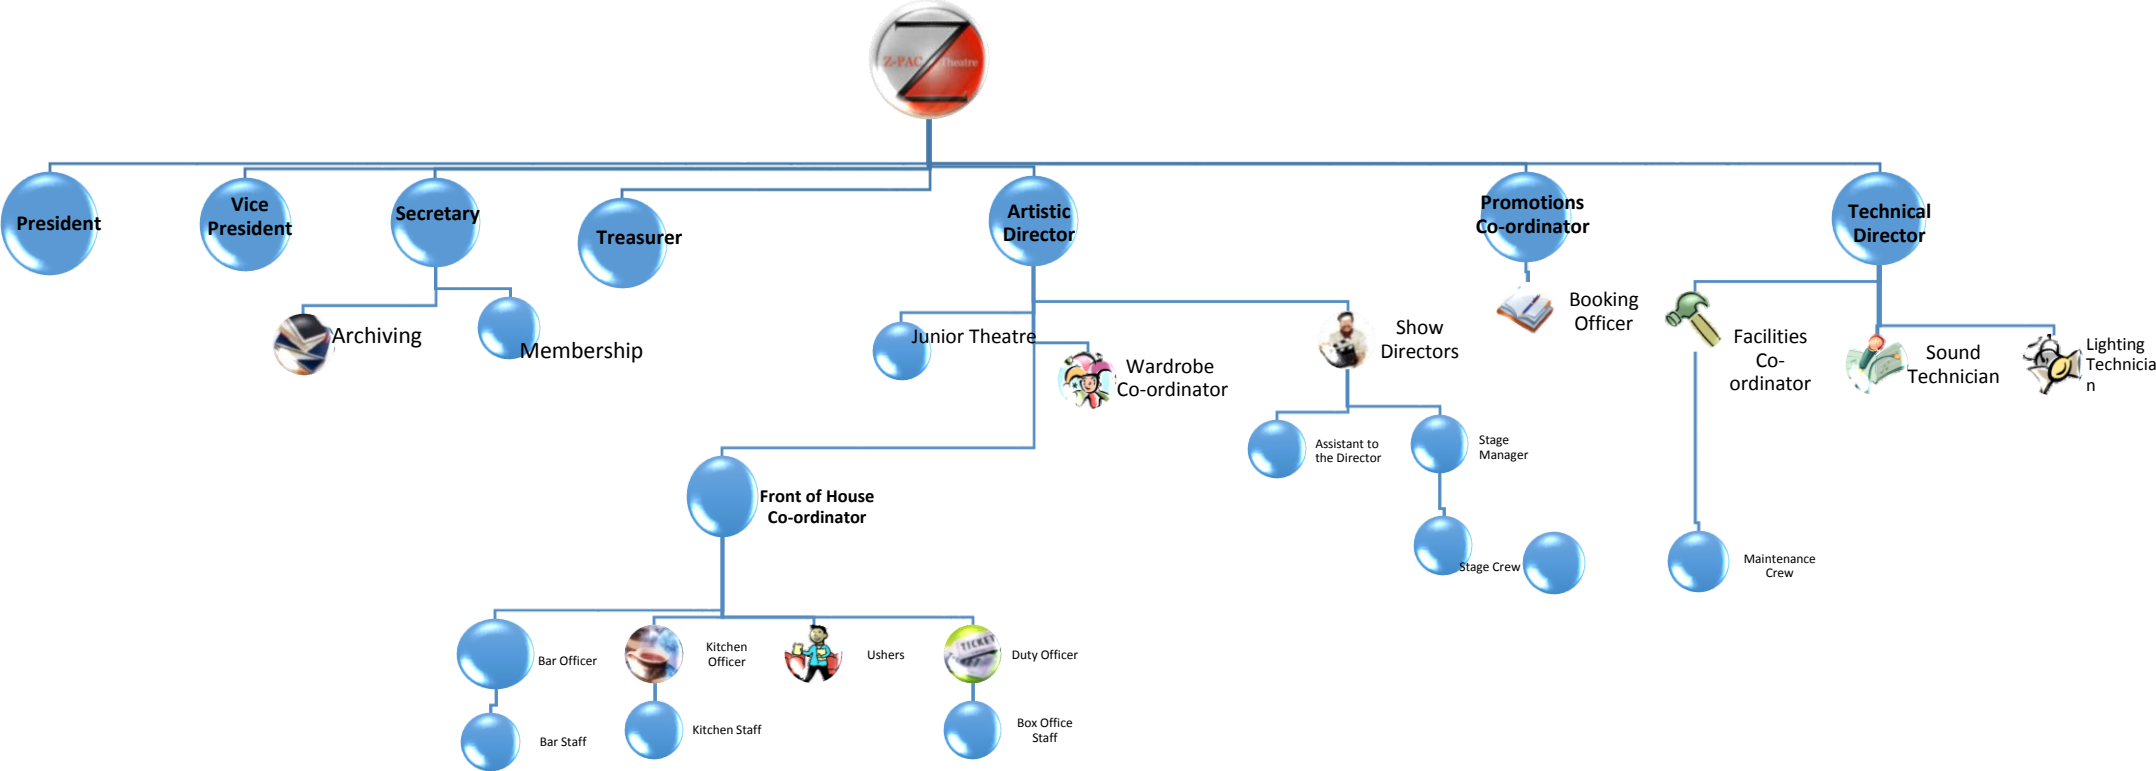 Z-PAC Theatre
President
Vice
President
Secretary
Treasurer
Artistic
Director
Promotions
Co-ordinator
Technical
Director
Archiving
Membership
Junior Theatre
Wardrobe
Co-ordinator
Show
Directors
Booking
Officer
Facilities
Co-
ordinator
Sound
Technician
Lighting
Technicia
n
Assistant to
the Director
Stage
Manager
Front of House
Co-ordinator
Stage Crew
Maintenance
Crew
Bar Officer
Kitchen
Officer
Ushers
TICKET
Duty Officer
Bar Staff
Kitchen Staff
Box Office
Staff